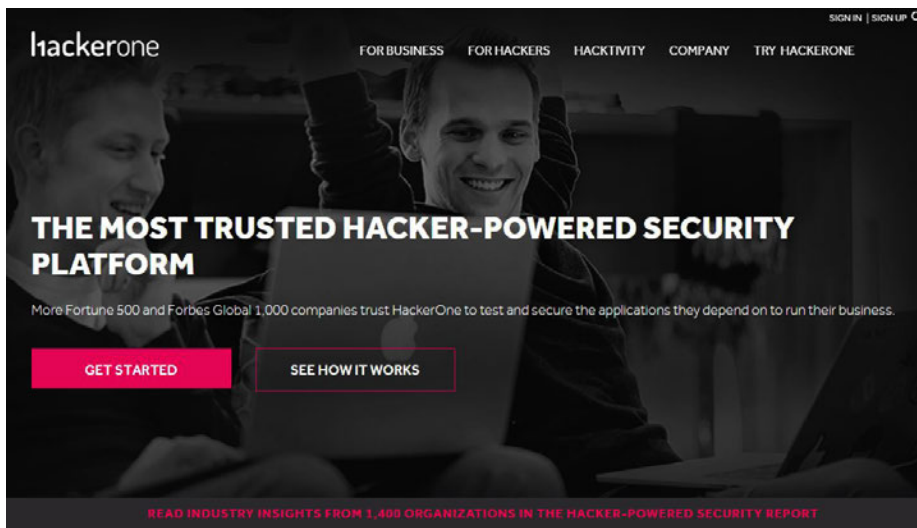 SIGN IN | SIGN UP
hackerone
FOR BUSINESS FOR HACKERS HACKTIVITY COMPANY TRY HACKERONE
THE MOST TRUSTED HACKER-POWERED SECURITY
PLATFORM
More Fortune 500 and Forbes Global 1,000 companies trust HackerOne to test and secure the applications they depend on to run their business.
GET STARTED SEE HOW IT WORKS
READ INDUSTRY INSIGHTS FROM 1,400 ORGANIZATIONS IN THE HACKER-POWERED SECURITY REPORT